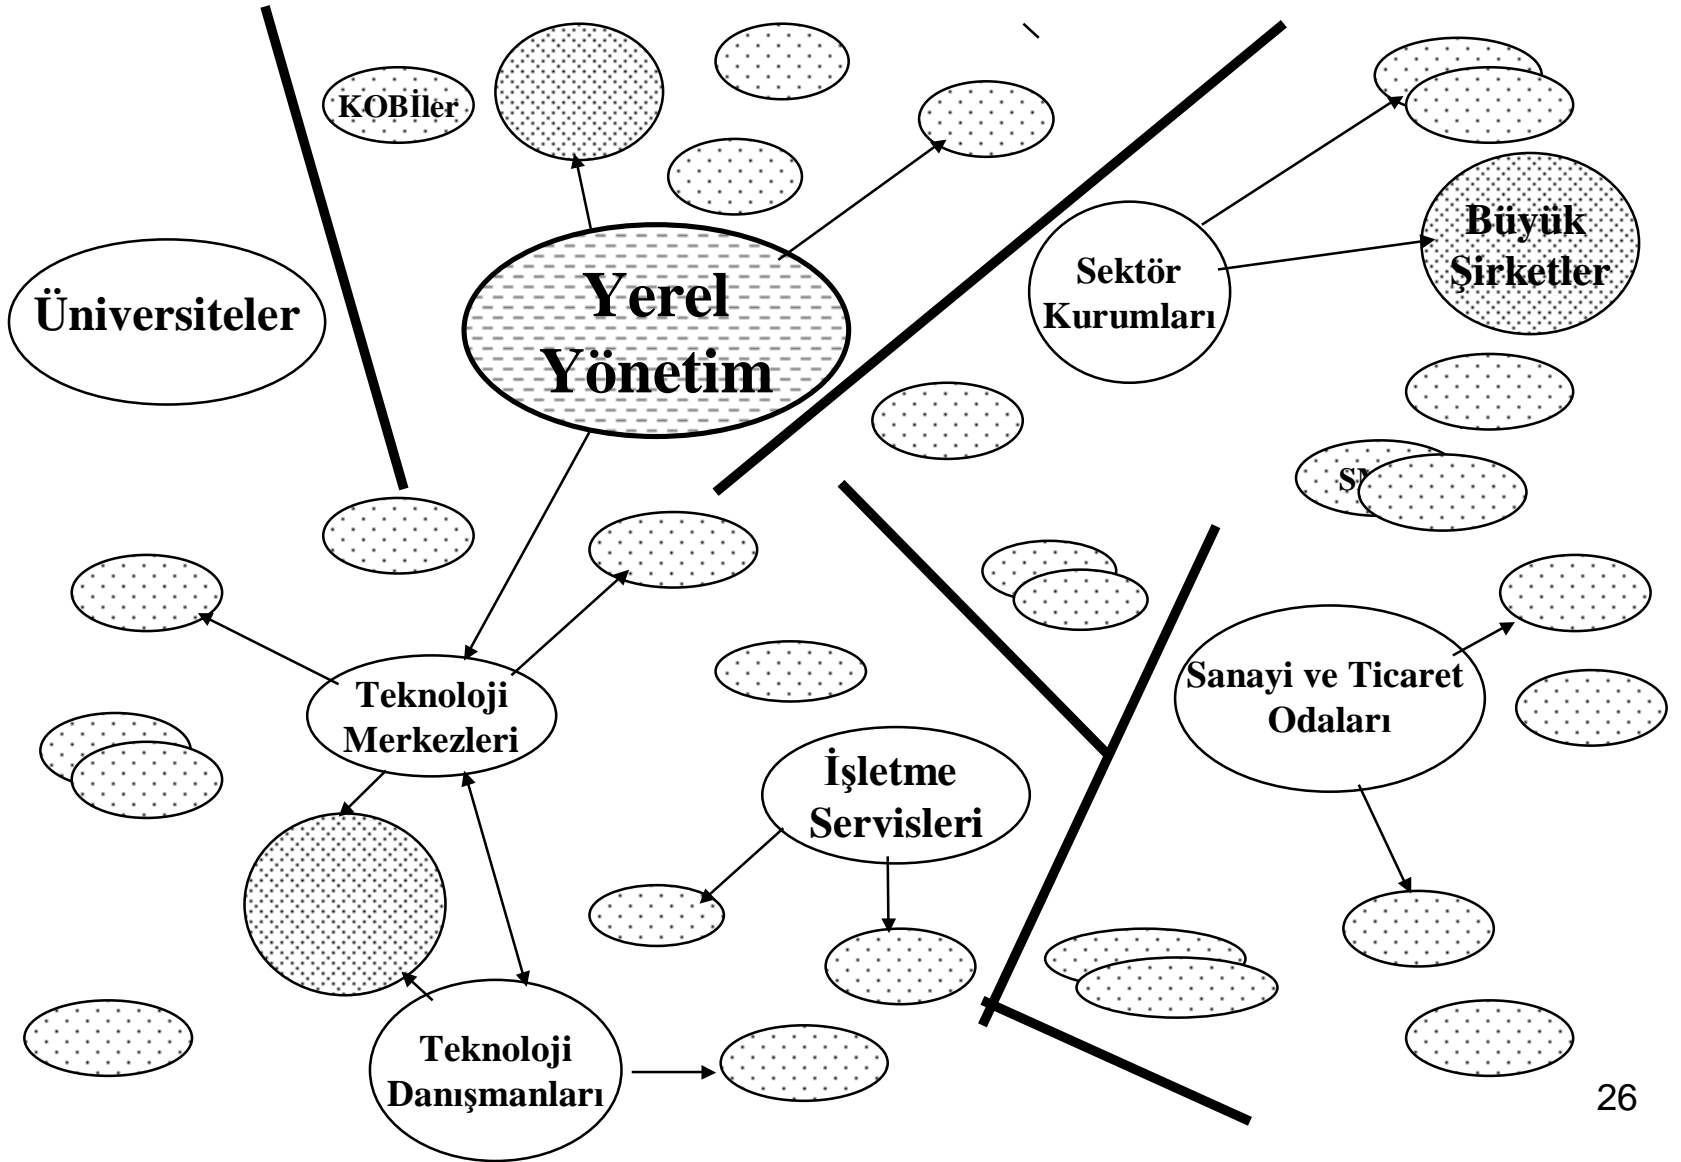 KOBİler
Üniversiteler
Yerel
Yönetim
Sektör
Kurumları
Büyük
Şirketler
Teknoloji
Merkezleri
İşletme
Servisleri
Sanayi ve Ticaret
Odaları
Teknoloji
Danışmanları
26